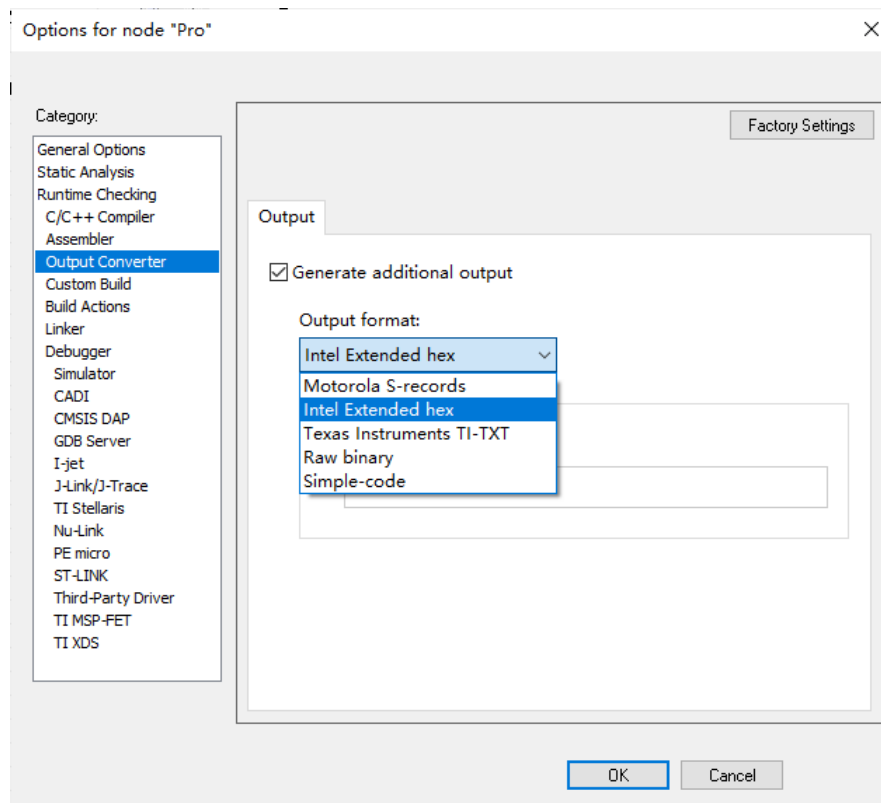 Options for node "Pro"
Category:
Factory Settings
General Options
Static Analysis
Runtime Checking
C/C++ Compiler
Assembler
Output Converter
Custom Build
Build Actions
Linker
Debugger
Simulator
CADI
CMSIS DAP
GDB Server
I-jet
J-Link/J-Trace
TI Stellaris
Nu-Link
PE micro
ST-LINK
Third-Party Driver
TI MSP-FET
TI XDS
Output
Generate additional output
Output format:
Intel Extended hex
Motorola S-records
Intel Extended hex
Texas Instruments TI-TXT
Raw binary
Simple-code
OK
Cancel